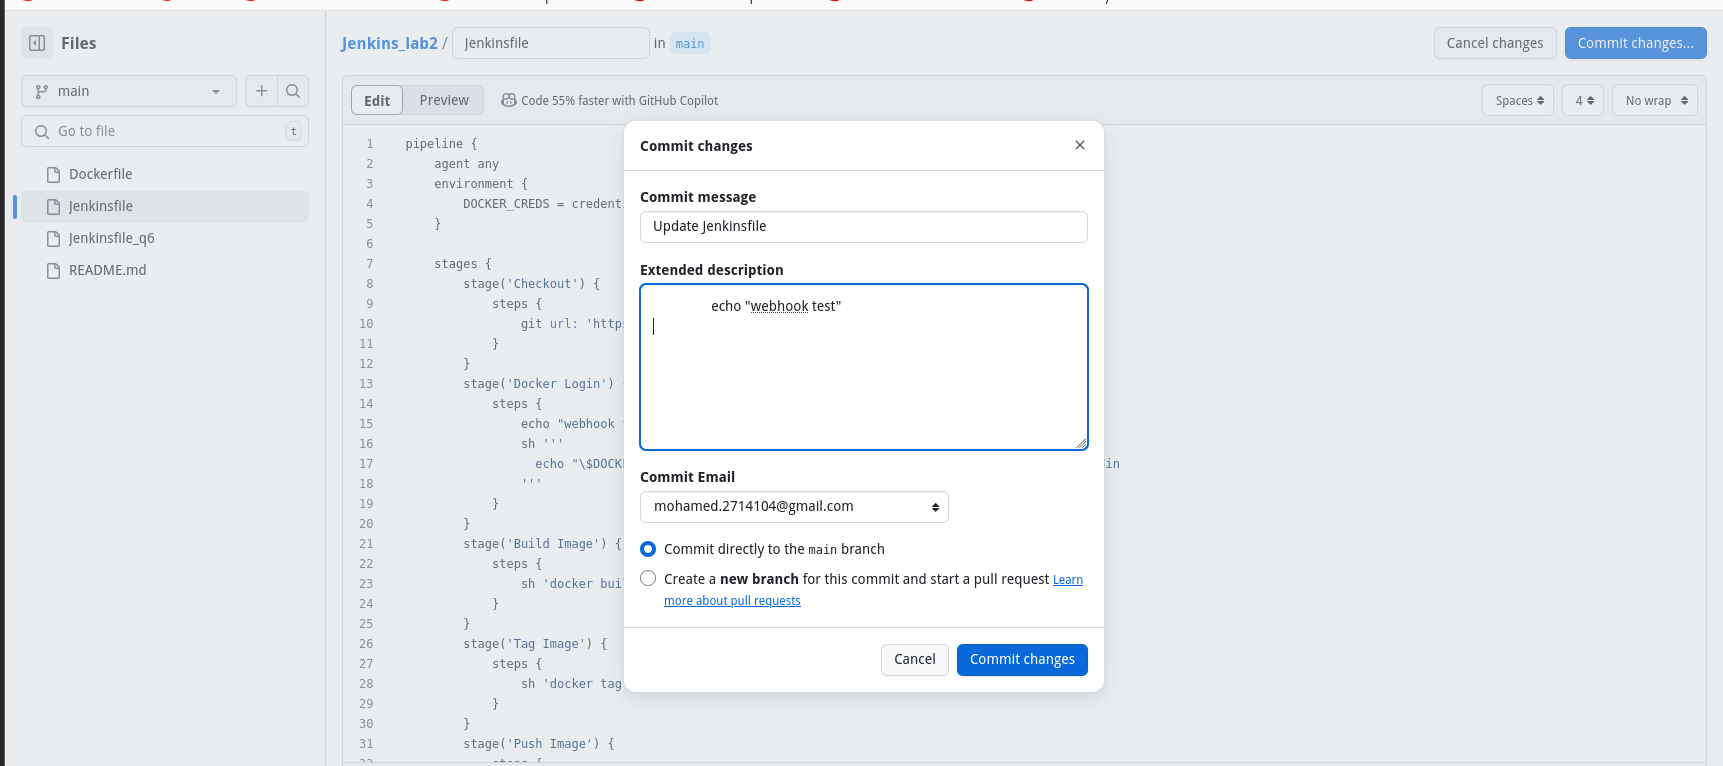 Files
main
Go to file
t
Dockerfile
Jenkinsfile
Jenkinsfile_q6
README.md
Jenkins_lab2 / Jenkinsfile in main
Cancel changes
Commit changes...
Edit
Preview
Code 55% faster with GitHub Copilot
Spaces
4
No wrap
1 pipeline {
2 agent any
3 environment {
4 DOCKER_CREDS = credent
5 }
6
7 stages {
8 stage('Checkout') {
9 steps {
10 git url: 'http
11 }
12 }
13 stage('Docker Login')
14 steps {
15 echo "webhook
16 sh '''
17 echo "\$DOCK in
18 '''
19 }
20 }
21 stage('Build Image') {
22 steps {
23 sh 'docker bui
24 }
25 }
26 stage('Tag Image') {
27 steps {
28 sh 'docker tag
29 }
30 }
31 stage('Push Image') {
Commit changes
Commit message
Update Jenkinsfile
Extended description
echo "webhook test"
Commit Email
mohamed.2714104@gmail.com
Commit directly to the main branch
Create a new branch for this commit and start a pull request Learn
more about pull requests
Cancel
Commit changes